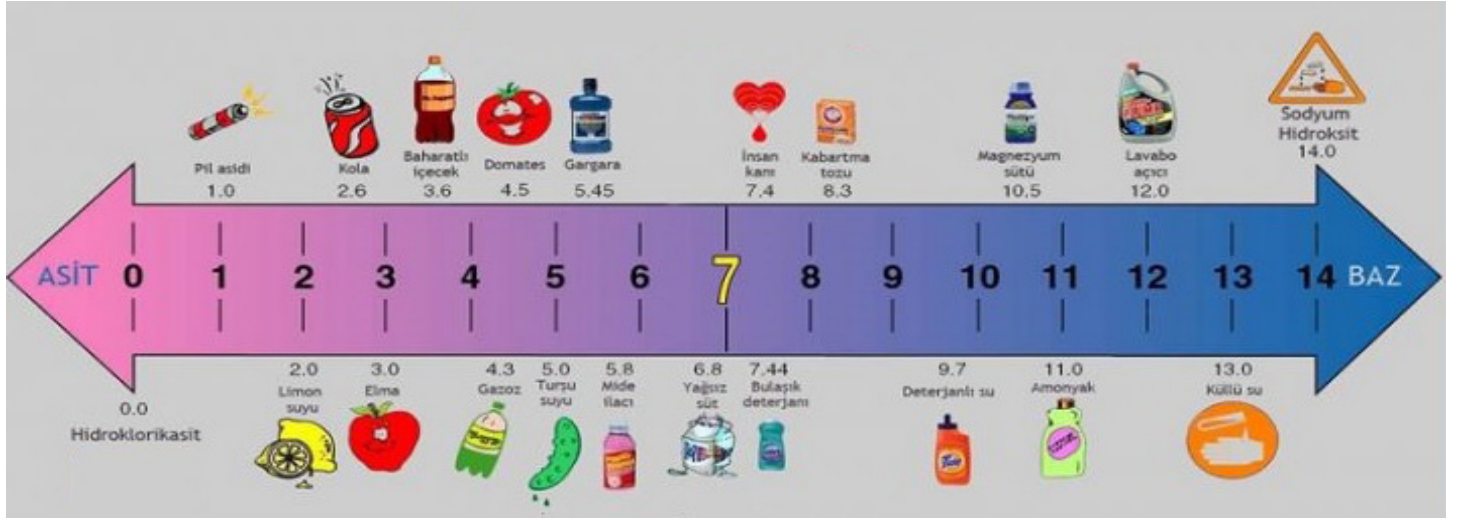 Pil asidi
1.0
Kola
2.6
Baharatlı
içecek
3.6
Domates
4.5
Gargara
5.45
İnsan
kanı
7.4
Kabartma
tozu
8.3
Magnezyum
sütü
10.5
Lavabo
açıcı
12.0
Sodyum
Hidroksit
14.0
ASİT 0 1 2 3 4 5 6 7 8 9 10 11 12 13 14 BAZ
0.0
Hidroklorikasit
2.0
Limon
suyu
3.0
Elma
4.3
Gazoz
5.0
Turşu
suyu
5.8
Mide
ilacı
6.8
Yağsız
süt
7.44
Bulaşık
deterjanı
9.7
Deterjanlı su
11.0
Amonyak
13.0
Küllü su